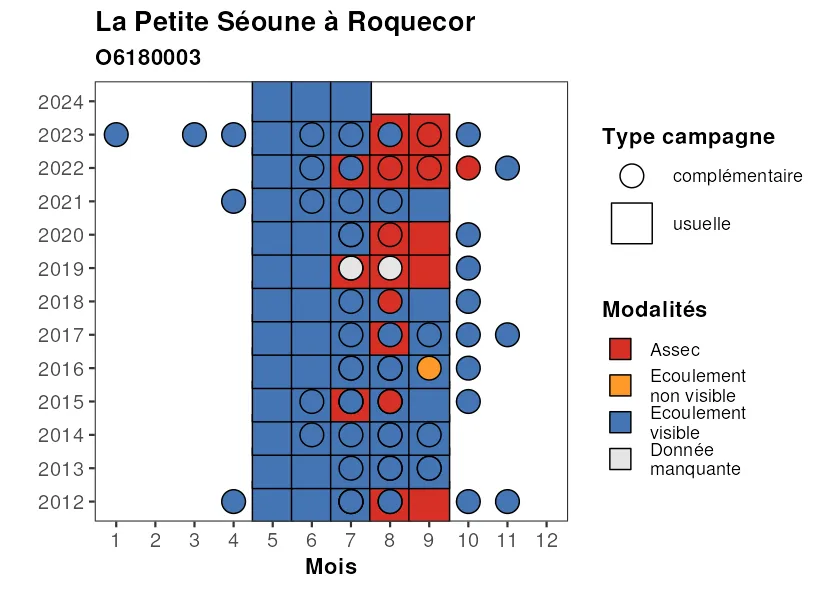 La Petite Séoune à Roquecor
O6180003
2024
2023
2022
2021
2020
2019
2018
2017
2016
2015
2014
2013
2012
1 2 3 4 5 6 7 8 9 10 11 12
Mois
Type campagne
complémentaire
usuelle
Modalités
Assec
Ecoulement
non visible
Ecoulement
visible
Donnée
manquante